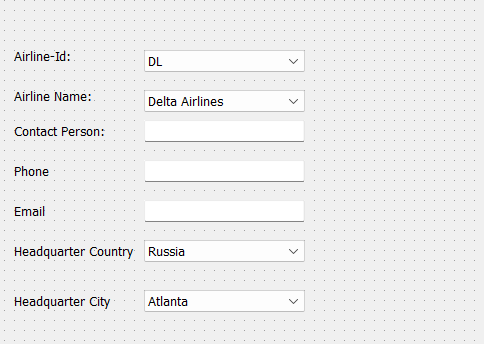 Airline-Id: DL
Airline Name: Delta Airlines
Contact Person:
Phone
Email
Headquarter Country Russia
Headquarter City Atlanta